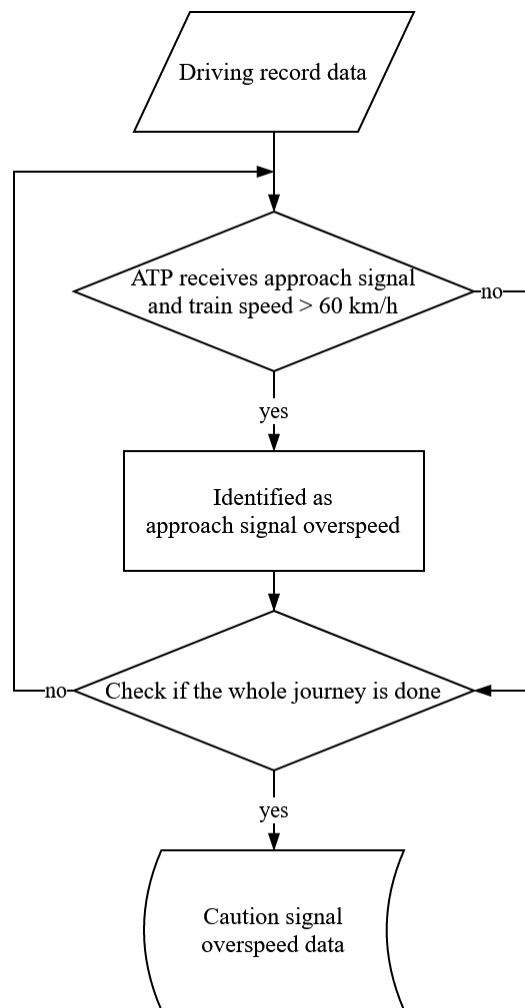 Driving record data
ATP receives approach signal
and train speed > 60 km/h
no
yes
Identified as
approach signal overspeed
no
Check if the whole journey is done
yes
Caution signal
overspeed data